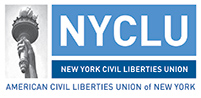 NYCLU
NEW YORK CIVIL LIBERTIES UNION
AMERICAN CIVIL LIBERTIES UNION of NEW YORK